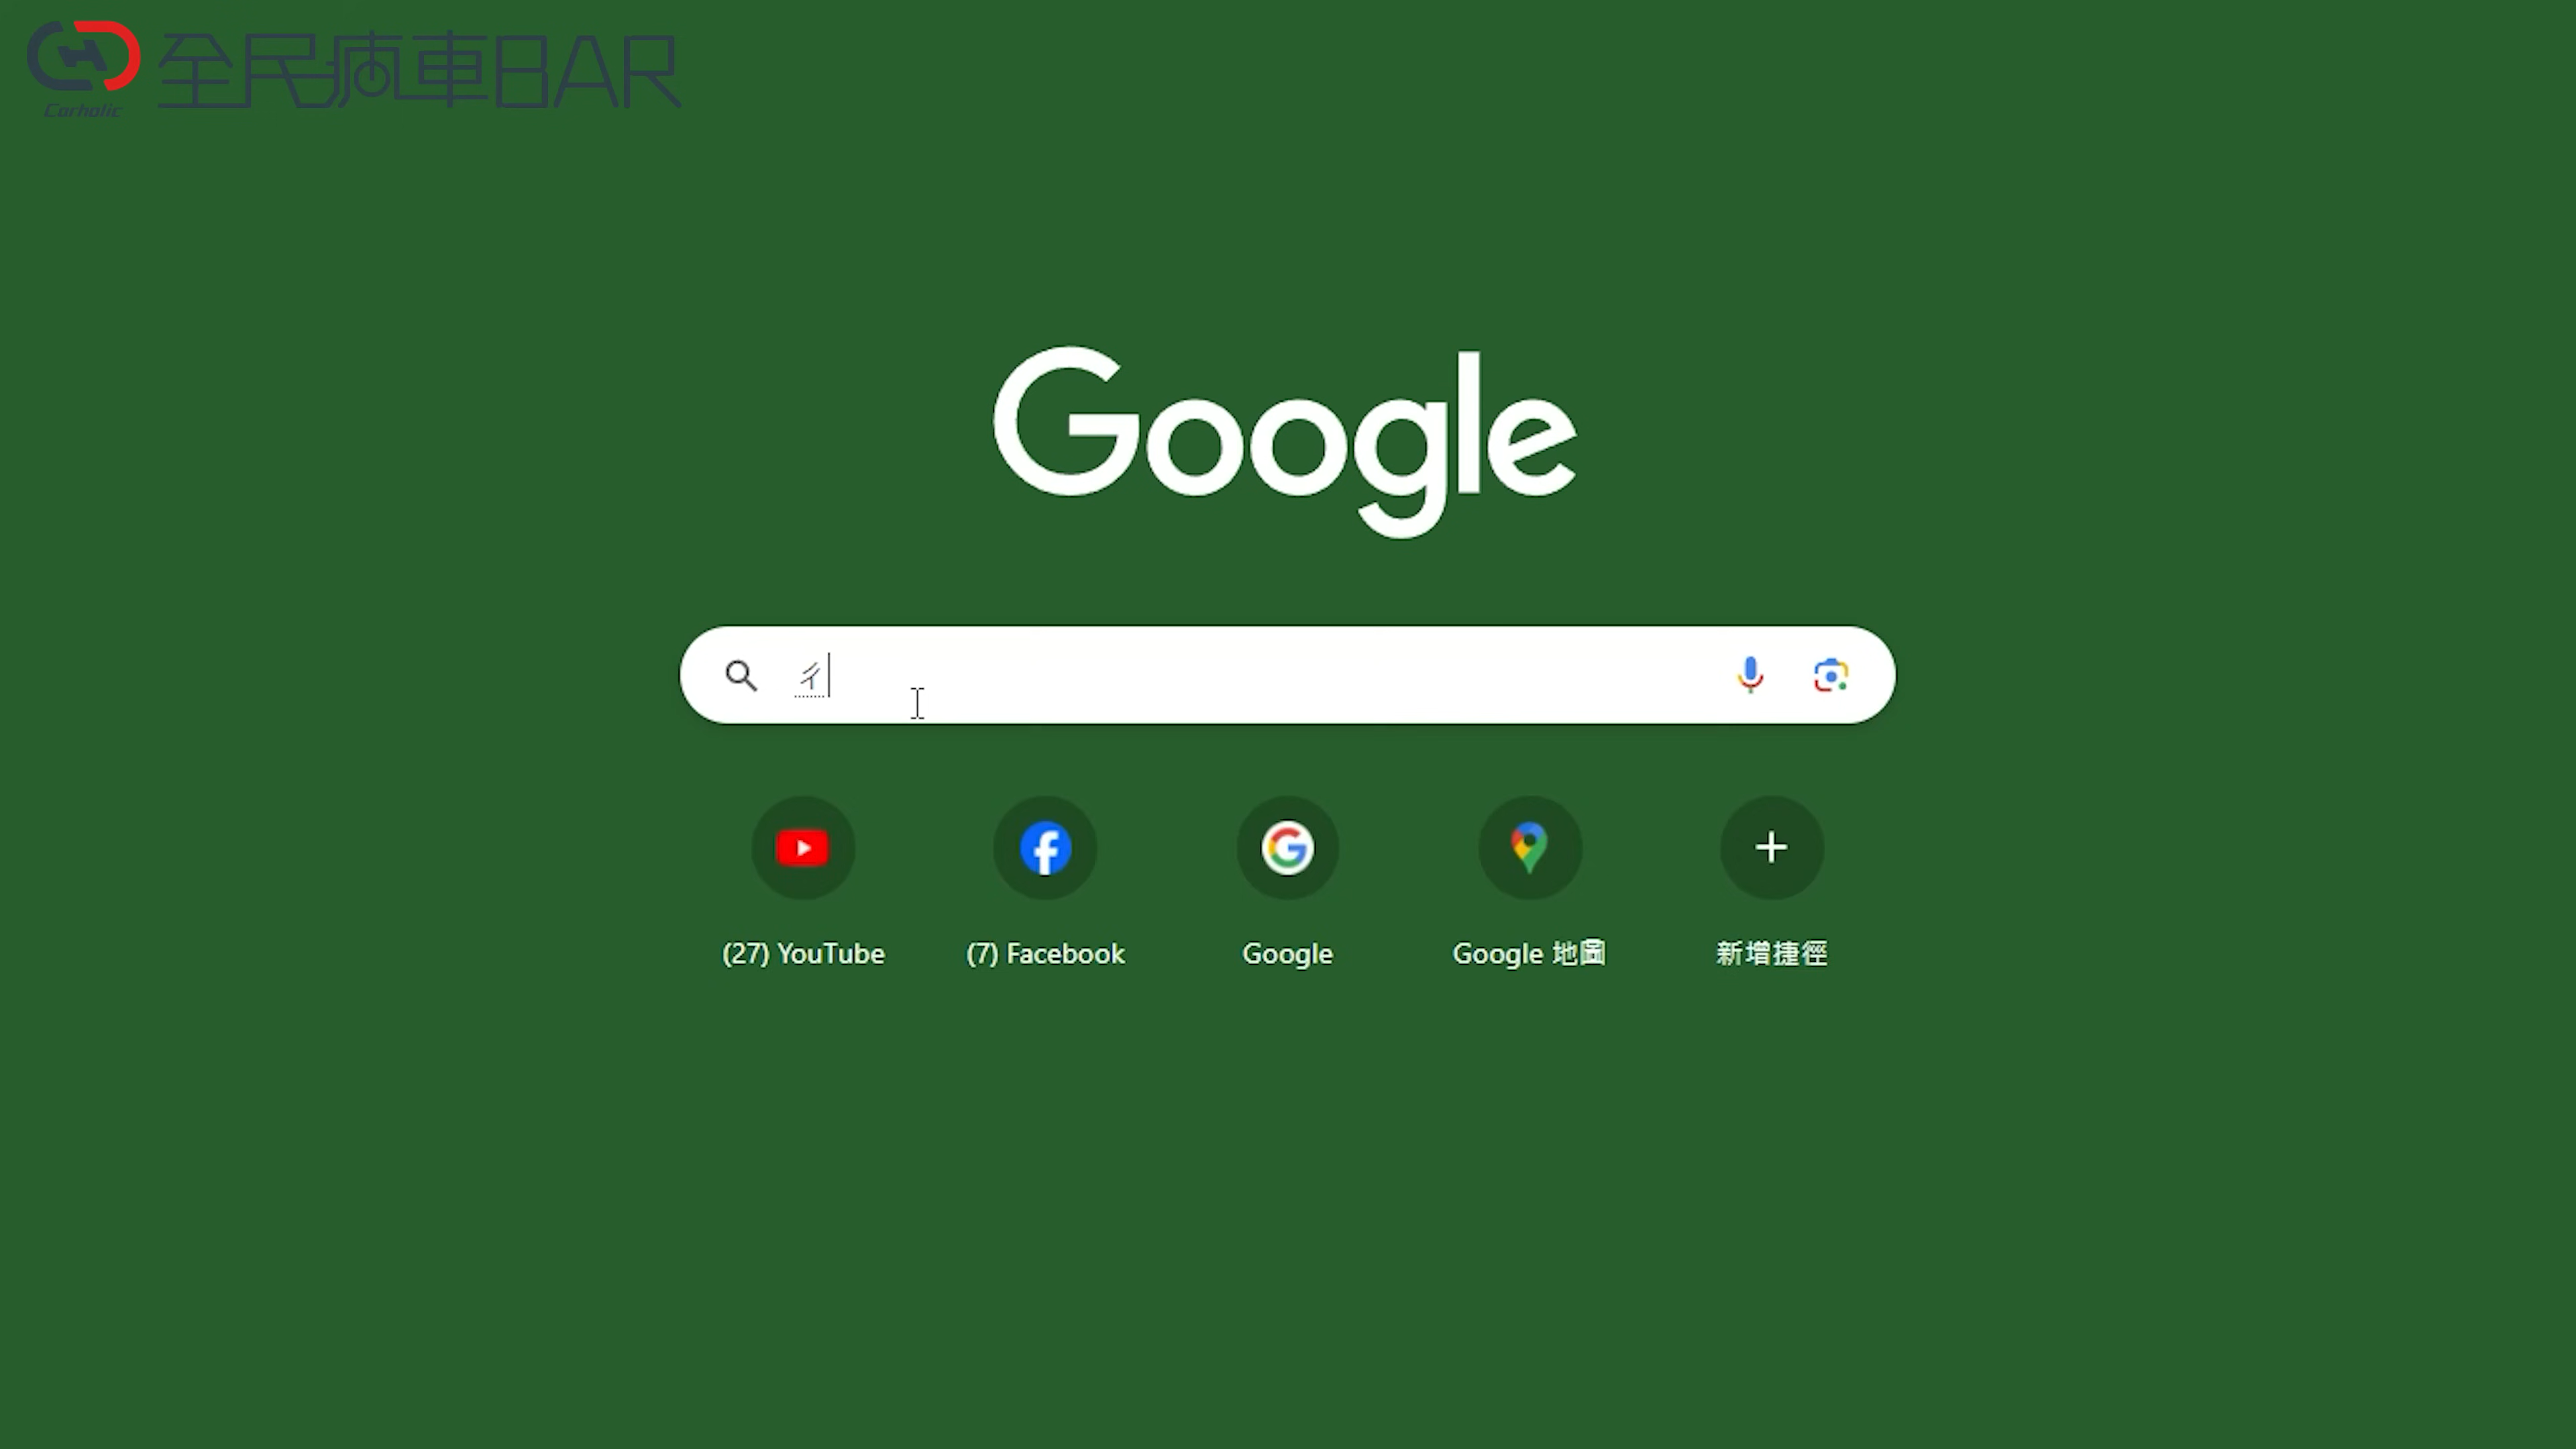 全民瘋車BAR
Carholic
Google
ㄔ
(27) YouTube
(7) Facebook
Google
Google 地圖
新增捷徑